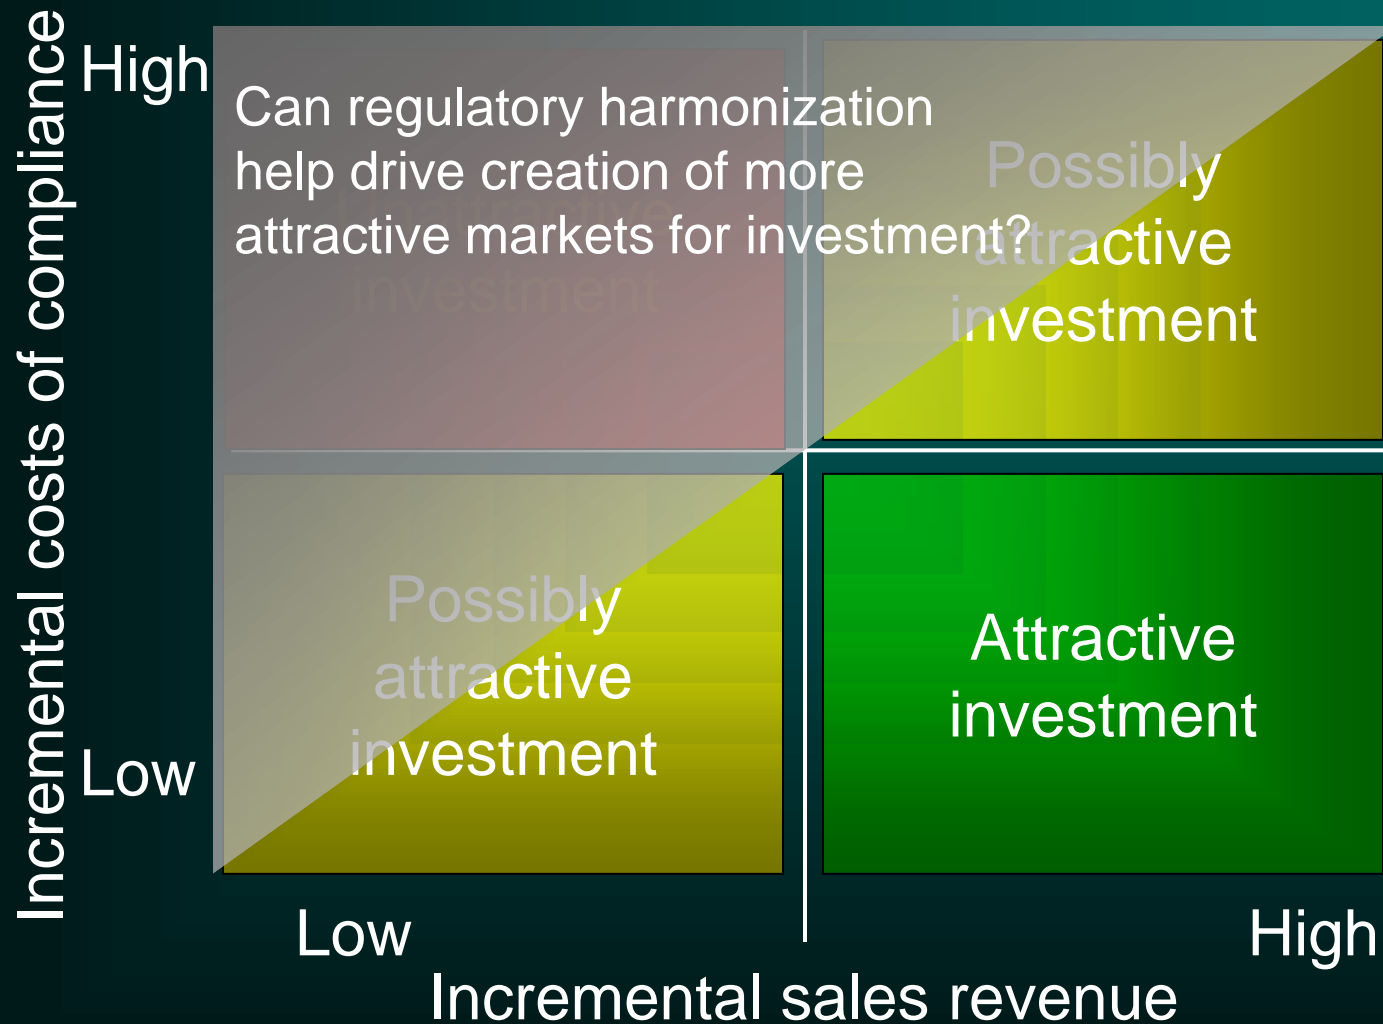 Incremental costs of compliance
High
Can regulatory harmonization
help drive creation of more
attractive markets for investment?
investment
Possibly
attractive
investment
Low
Possibly
attractive
investment
Attractive
investment
Low
High
Incremental sales revenue